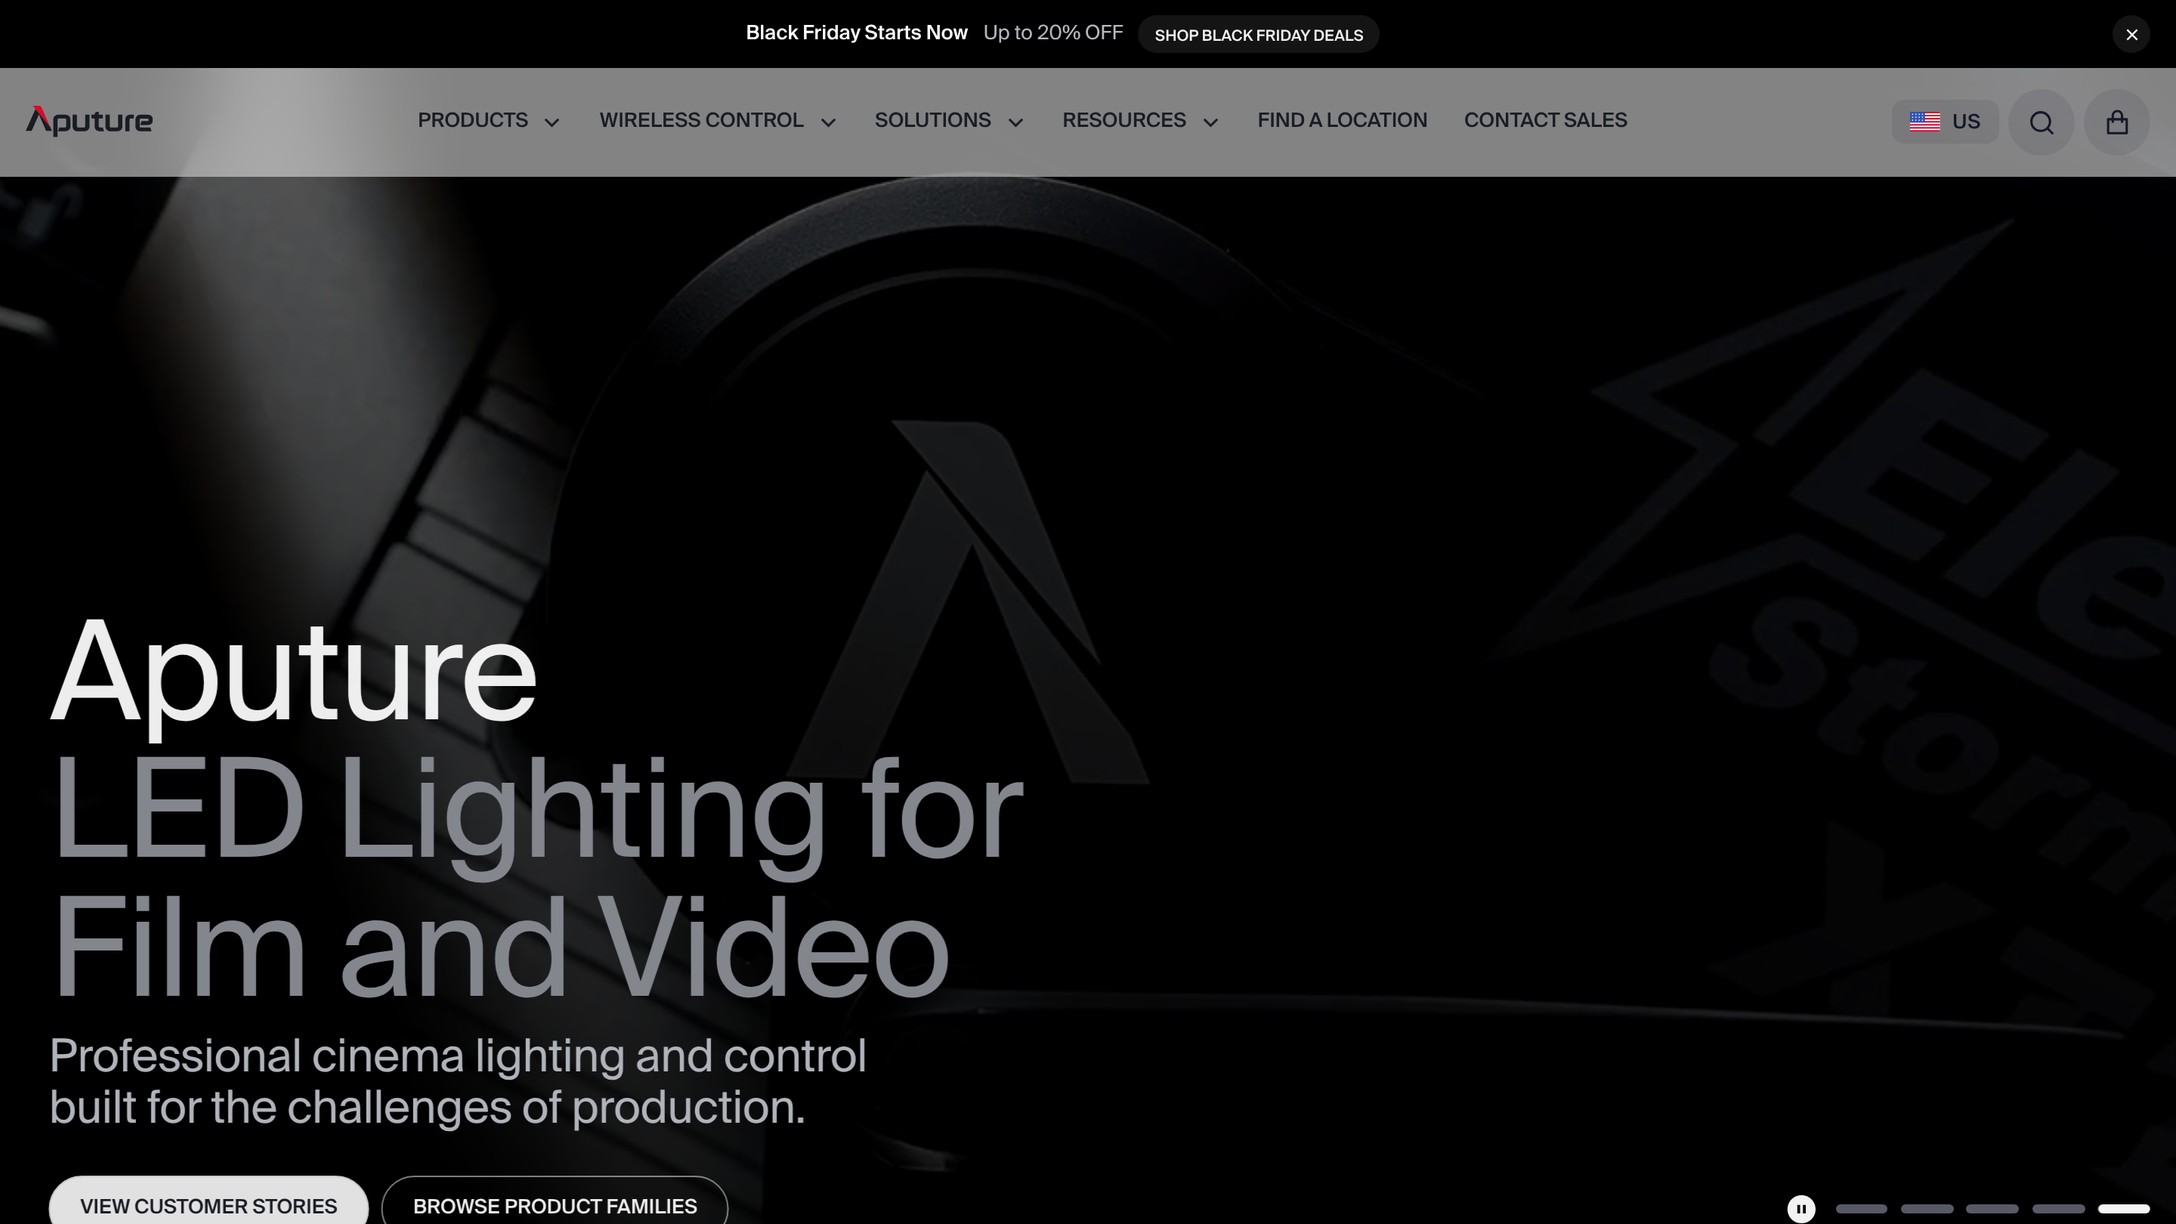 Black Friday Starts Now Up to 20% OFF SHOP BLACK FRIDAY DEALS
Aputure PRODUCTS WIRELESS CONTROL SOLUTIONS RESOURCES FIND A LOCATION CONTACT SALES US
Ele
Storm
Aputure
LED Lighting for
Film and Video
Professional cinema lighting and control
built for the challenges of production.
VIEW CUSTOMER STORIES BROWSE PRODUCT FAMILIES